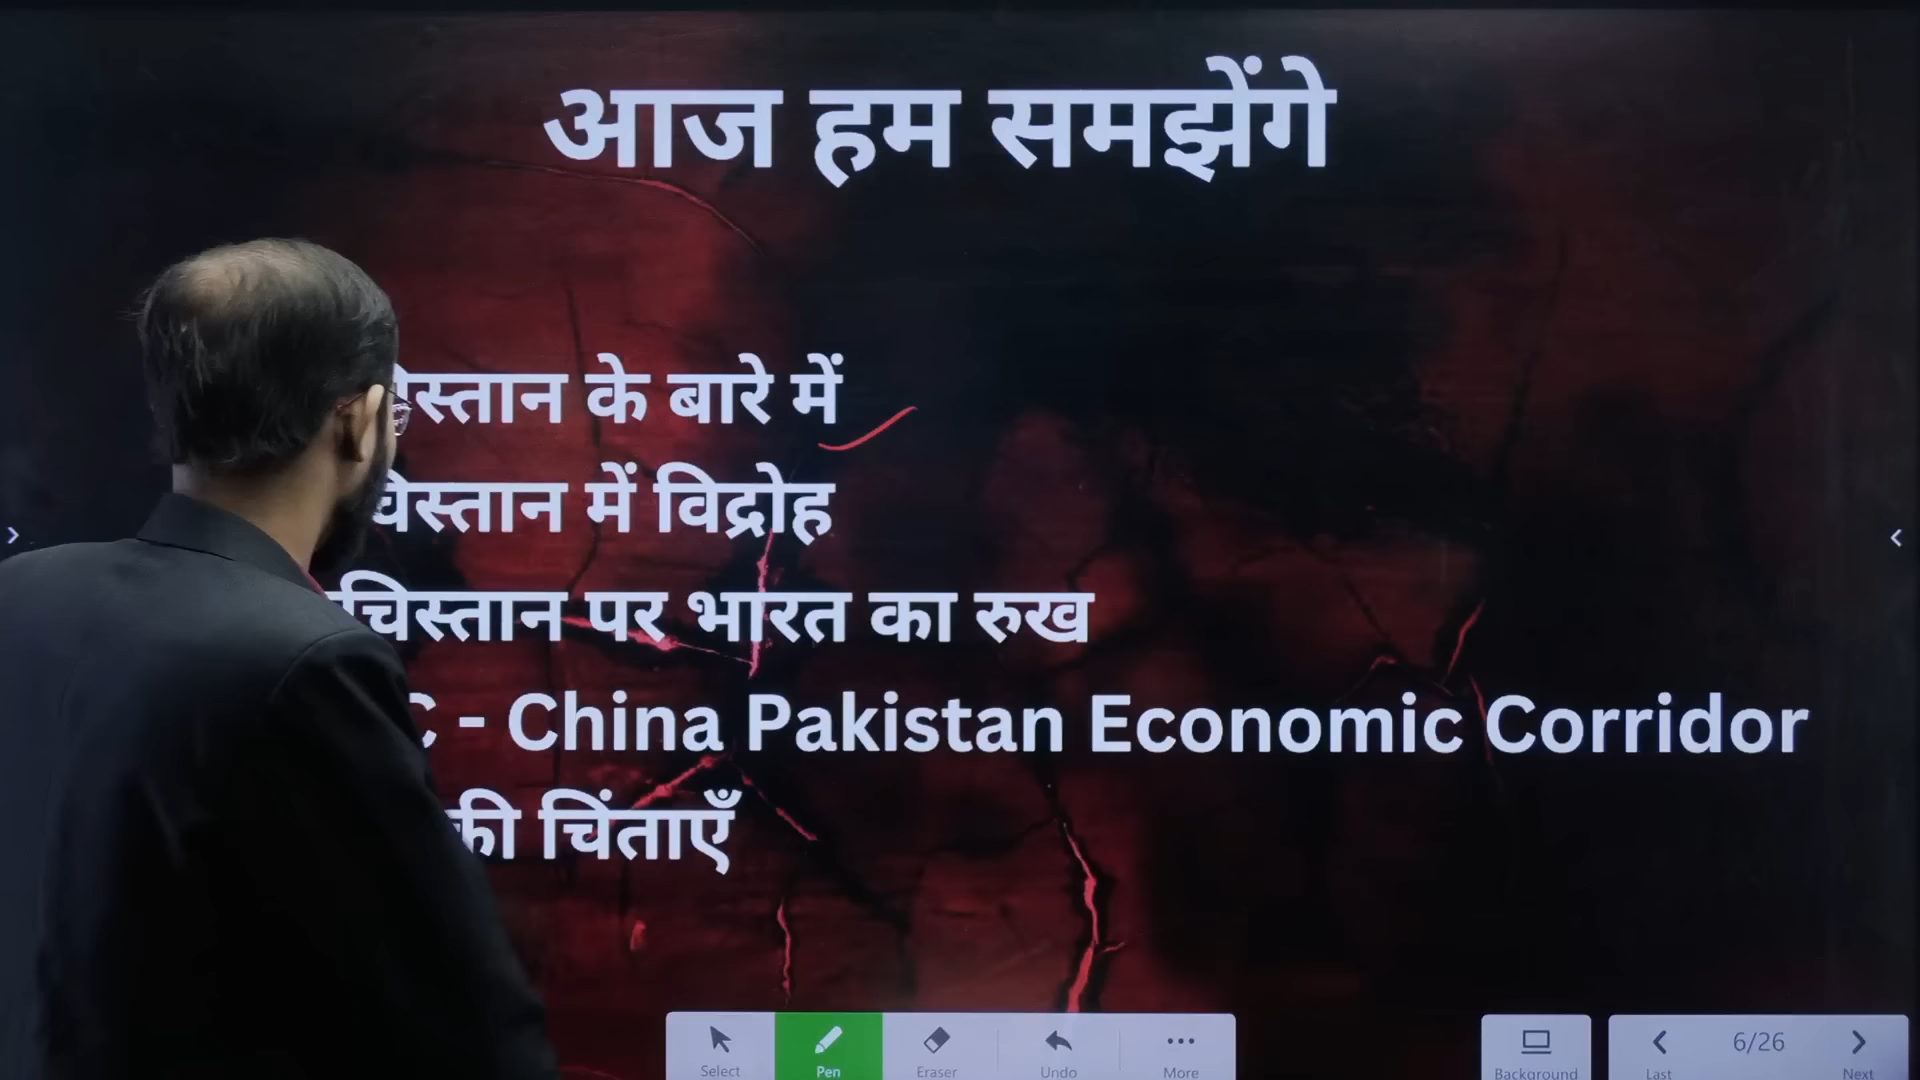 आज हम समझेंगे
के बारे में
में विद्रोह
पर भारत का रुख
- China Pakistan Economic Corridor
की चिंताएँ
Select Pen Eraser Undo More Background Last 6/26 Next